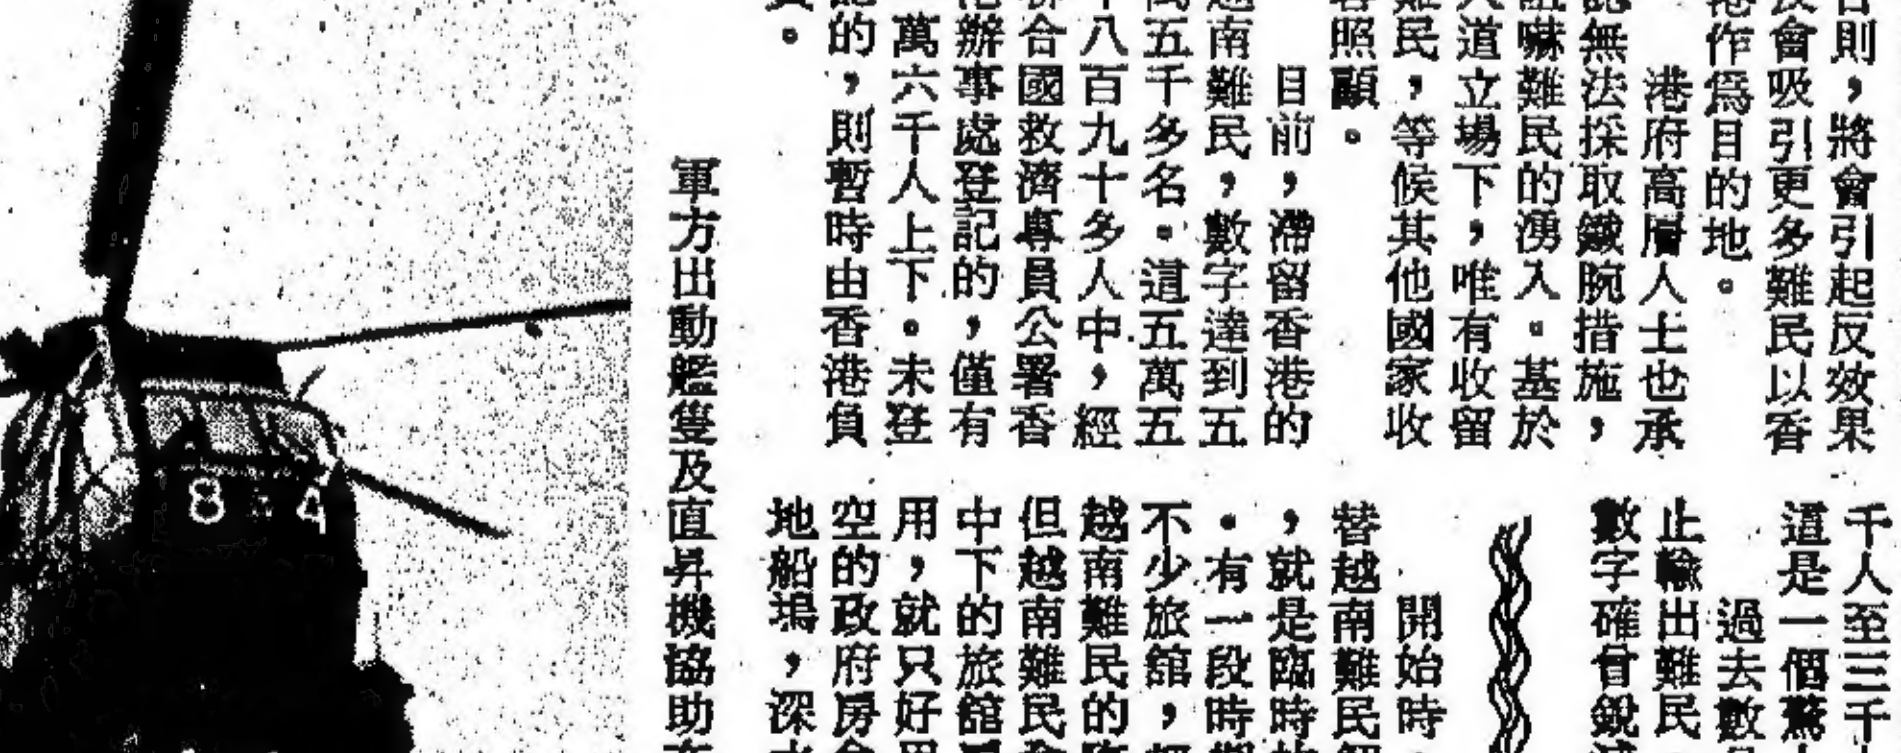 則，將會引起反效果
會吸引更多難民以香
港作為目的地。
港府高層人士也承
認無法採取鐵腕措施，
嚇難民的湧入。基於
人道立場下，唯有收留
難民，等候其他國家收
照顧。
目前，滯留香港的
越南難民，數字達到五
萬五千多名。這五萬五
千八百九十多人中，經
聯合國救濟專員公署香
港辦事處登記的，僅有
萬六千人上下。未登
記的，則暫時由香港負
。
千人至三千
這是一個驚
過去數
止輸出難民
數字確曾銳減
開始時，
替越南難民
，就是臨時
。有一段時
不少旅館，
越南難民的
但越南難民
中下的旅館
用，就只好
空的政府房
地船塢，深水
軍方出動艦隻及直昇機協助
8 4